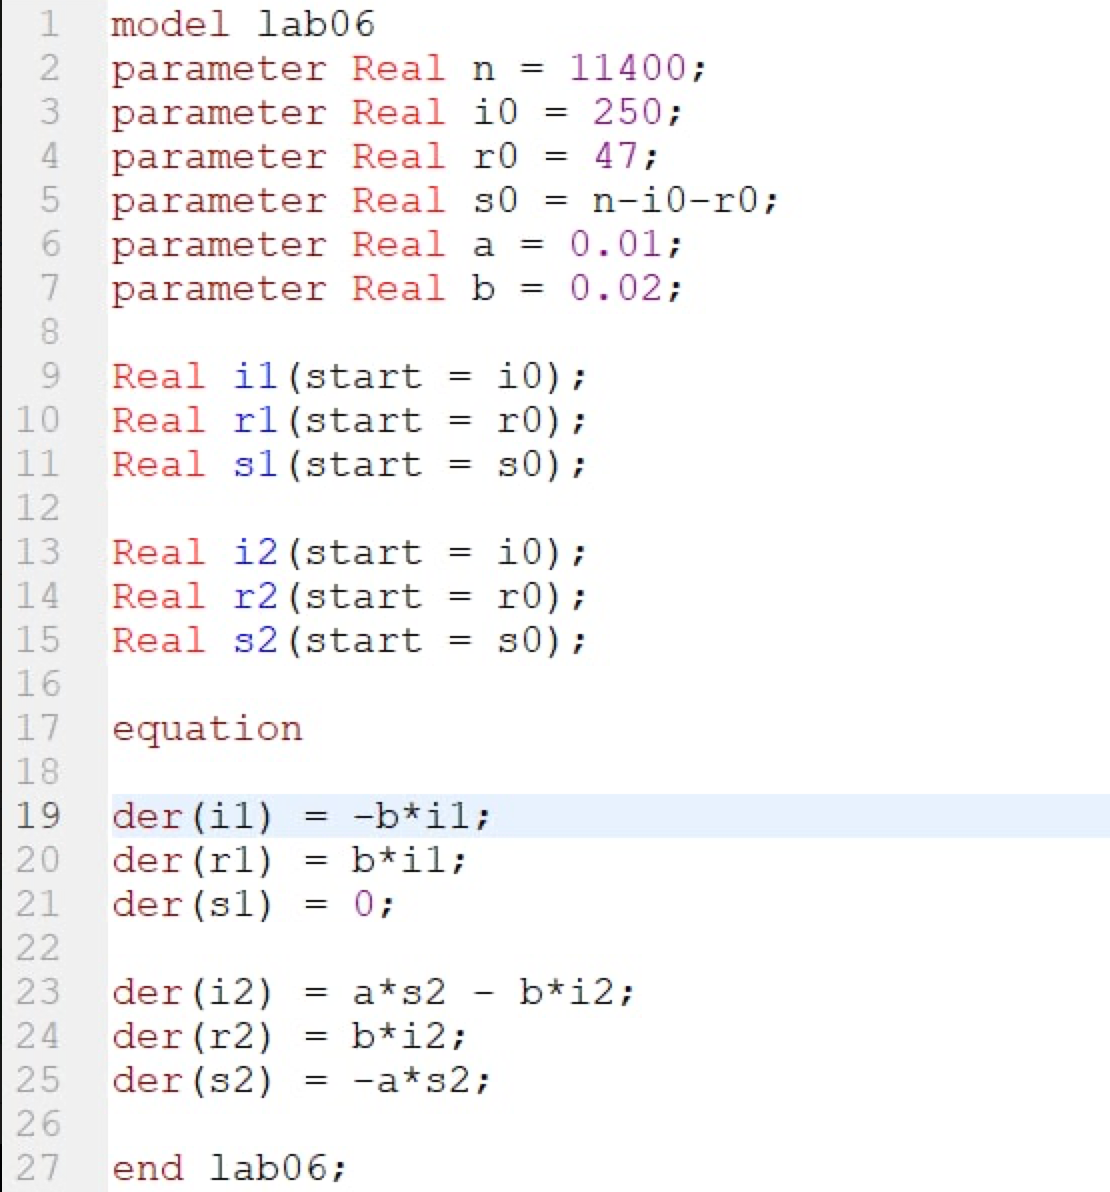 1 model lab06
2 parameter Real n = 11400;
3 parameter Real i0 = 250;
4 parameter Real r0 = 47;
5 parameter Real s0 = n-i0-r0;
6 parameter Real a = 0.01;
7 parameter Real b = 0.02;
8
9 Real i1(start = i0);
10 Real r1(start = r0);
11 Real s1(start = s0);
12
13 Real i2(start = i0);
14 Real r2(start = r0);
15 Real s2(start = s0);
16
17 equation
18
19 der(i1) = -b*i1;
20 der(r1) = b*i1;
21 der(s1) = 0;
22
23 der(i2) = a*s2 - b*i2;
24 der(r2) = b*i2;
25 der(s2) = -a*s2;
26
27 end lab06;